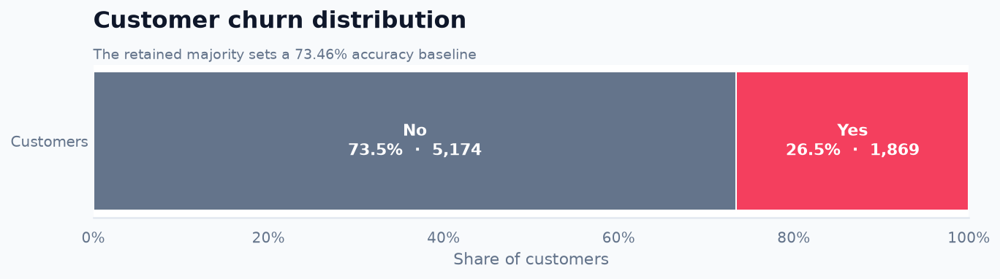 Customer churn distribution
The retained majority sets a 73.46% accuracy baseline
Customers
No
73.5% · 5,174
Yes
26.5% · 1,869
0% 20% 40% 60% 80% 100%
Share of customers